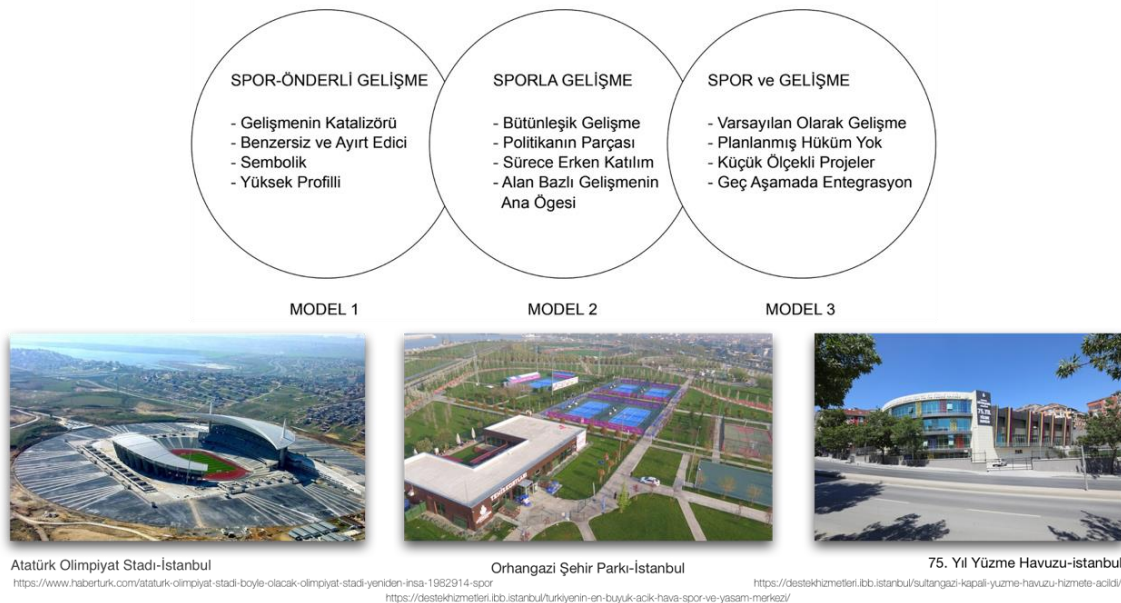 SPOR-ÖNDERLİ GELİŞME
- Gelişmenin Katalizörü
- Benzersiz ve Ayırt Edici
- Sembolik
- Yüksek Profilli
SPORLA GELİŞME
- Bütünleşik Gelişme
- Politikanın Parçası
- Sürece Erken Katılım
- Alan Bazlı Gelişmenin
Ana Ögesi
SPOR ve GELİŞME
- Varsayılan Olarak Gelişme
- Planlanmış Hüküm Yok
- Küçük Ölçekli Projeler
- Geç Aşamada Entegrasyon
MODEL 1
MODEL 2
MODEL 3
75.YIL
Atatürk Olimpiyat Stadı-İstanbul
https://www.haberturk.com/ataturk-olimpiyat-stadi-boyle-olacak-olimpiyat-stadi-yeniden-insa-1982914-spor
Orhangazi Şehir Parkı-İstanbul
https://destekhizmetleri.ibb.istanbul/turkiyenin-en-buyuk-acik-hava-spor-ve-yasam-merkezi/
75. Yıl Yüzme Havuzu-istanbul
https://destekhizmetleri.ibb.istanbul/sultangazi-kapali-yuzme-havuzu-hizmete-acildi/